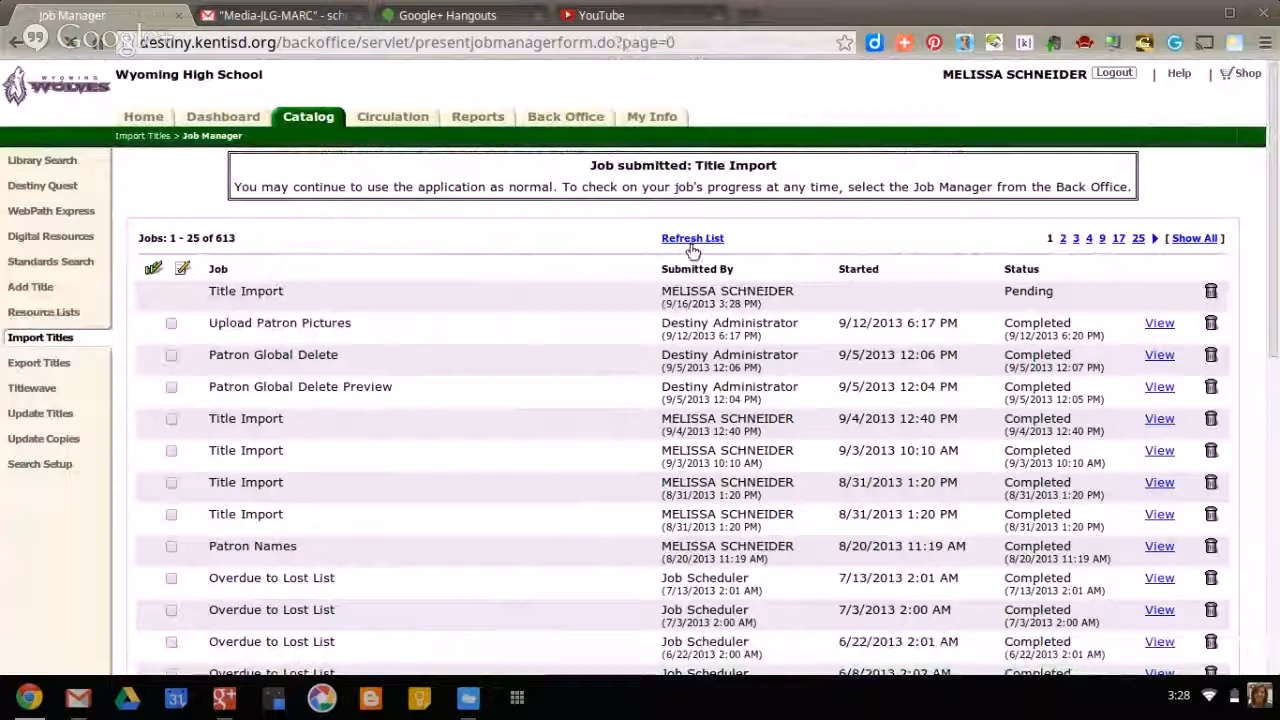 Job Manager
"Media-JLG-MARC" - sch
Google+ Hangouts
YouTube
Google+
destiny.kentisd.org/backoffice/servlet/presentjobmanagerform.do?page=0
WYOMING
WOLVES
Wyoming High School
MELISSA SCHNEIDER Logout | Help | Shop
Home Dashboard Catalog Circulation Reports Back Office My Info
Import Titles > Job Manager
Library Search
Destiny Quest
WebPath Express
Digital Resources
Standards Search
Add Title
Resource Lists
Import Titles
Export Titles
Titlewave
Update Titles
Update Copies
Search Setup
Job submitted: Title Import
You may continue to use the application as normal. To check on your job's progress at any time, select the Job Manager from the Back Office.
Jobs: 1 - 25 of 613 Refresh List 1 2 3 4 9 17 25 [ Show All ]
Job Submitted By Started Status
Title Import MELISSA SCHNEIDER Pending
(9/16/2013 3:28 PM)
Upload Patron Pictures Destiny Administrator 9/12/2013 6:17 PM Completed View
(9/12/2013 6:17 PM) (9/12/2013 6:20 PM)
Patron Global Delete Destiny Administrator 9/5/2013 12:06 PM Completed View
(9/5/2013 12:06 PM) (9/5/2013 12:07 PM)
Patron Global Delete Preview Destiny Administrator 9/5/2013 12:04 PM Completed View
(9/5/2013 12:04 PM) (9/5/2013 12:05 PM)
Title Import MELISSA SCHNEIDER 9/4/2013 12:40 PM Completed View
(9/4/2013 12:40 PM) (9/4/2013 12:40 PM)
Title Import MELISSA SCHNEIDER 9/3/2013 10:10 AM Completed View
(9/3/2013 10:10 AM) (9/3/2013 10:10 AM)
Title Import MELISSA SCHNEIDER 8/31/2013 1:20 PM Completed View
(8/31/2013 1:20 PM) (8/31/2013 1:20 PM)
Title Import MELISSA SCHNEIDER 8/31/2013 1:20 PM Completed View
(8/31/2013 1:20 PM) (8/31/2013 1:20 PM)
Patron Names MELISSA SCHNEIDER 8/20/2013 11:19 AM Completed View
(8/20/2013 11:19 AM) (8/20/2013 11:19 AM)
Overdue to Lost List Job Scheduler 7/13/2013 2:01 AM Completed View
(7/13/2013 2:01 AM) (7/13/2013 2:01 AM)
Overdue to Lost List Job Scheduler 7/3/2013 2:00 AM Completed View
(7/3/2013 2:00 AM) (7/3/2013 2:00 AM)
Overdue to Lost List Job Scheduler 6/22/2013 2:01 AM Completed View
(6/22/2013 2:00 AM) (6/22/2013 2:01 AM)
Overdue to Lost List Job Scheduler 6/8/2013 2:02 AM Completed View
3:28